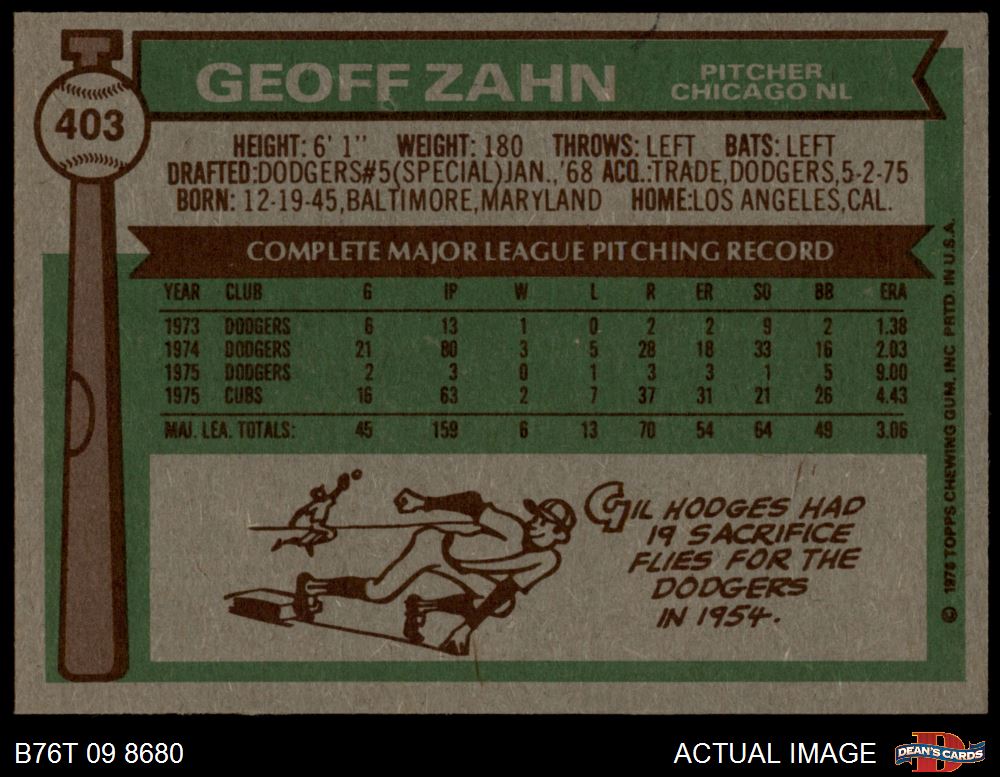 403
GEOFF ZAHN
PITCHER
CHICAGO NL
HEIGHT: 6' 1" WEIGHT: 180 THROWS: LEFT BATS: LEFT
DRAFTED:DODGERS#5(SPECIAL)JAN.,'68 ACQ.:TRADE,DODGERS,5-2-75
BORN: 12-19-45,BALTIMORE,MARYLAND HOME:LOS ANGELES,CAL.
COMPLETE MAJOR LEAGUE PITCHING RECORD
YEAR CLUB G IP W L R ER SO BB ERA
1973 DODGERS 6 13 1 0 2 2 9 2 1.38
1974 DODGERS 21 80 3 5 28 18 33 16 2.03
1975 DODGERS 2 3 0 1 3 3 1 5 9.00
1975 CUBS 16 63 2 7 37 31 21 26 4.43
MAJ. LEA. TOTALS: 45 159 6 13 70 54 64 49 3.06
GIL HODGES HAD
19 SACRIFICE
FLIES FOR THE
DODGERS
IN 1954.
© 1976 TOPPS CHEWING GUM, INC. PRTD. IN U.S.A.
B76T 09 8680
ACTUAL IMAGE
D
DEAN'S CARDS